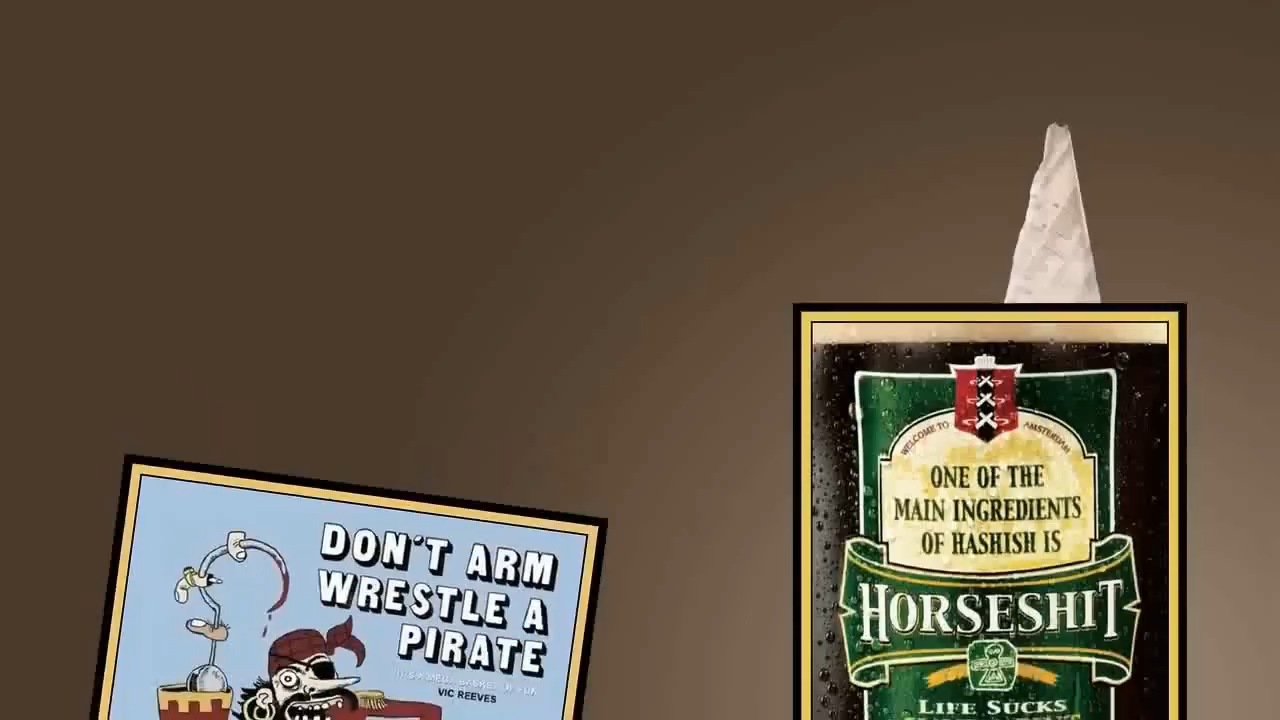 DON'T ARM
WRESTLE A
PIRATE
VIC REEVES
WELCOME TO AMSTERDAM
ONE OF THE
MAIN INGREDIENTS
OF HASHISH IS
HORSESHIT
LIFE SUCKS